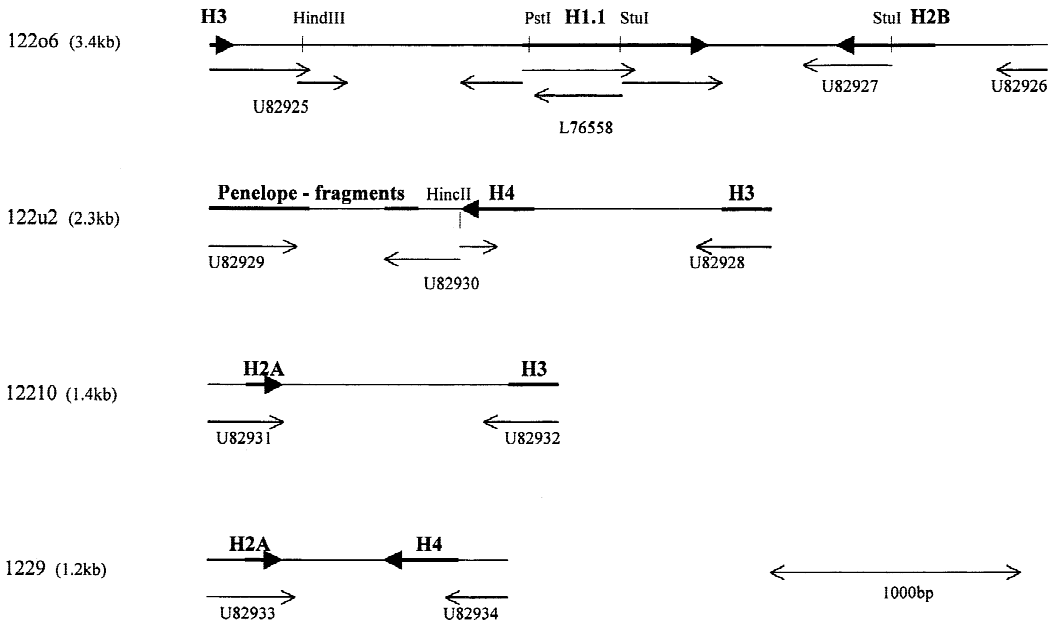 H3 HindIII PstI H1.1 StuI StuI H2B
122o6 (3.4kb)
U82925 L76558 U82927 U82926
Penelope - fragments HincII H4 H3
122u2 (2.3kb)
U82929 U82930 U82928
H2A H3
12210 (1.4kb)
U82931 U82932
H2A H4
1229 (1.2kb)
1000bp
U82933 U82934